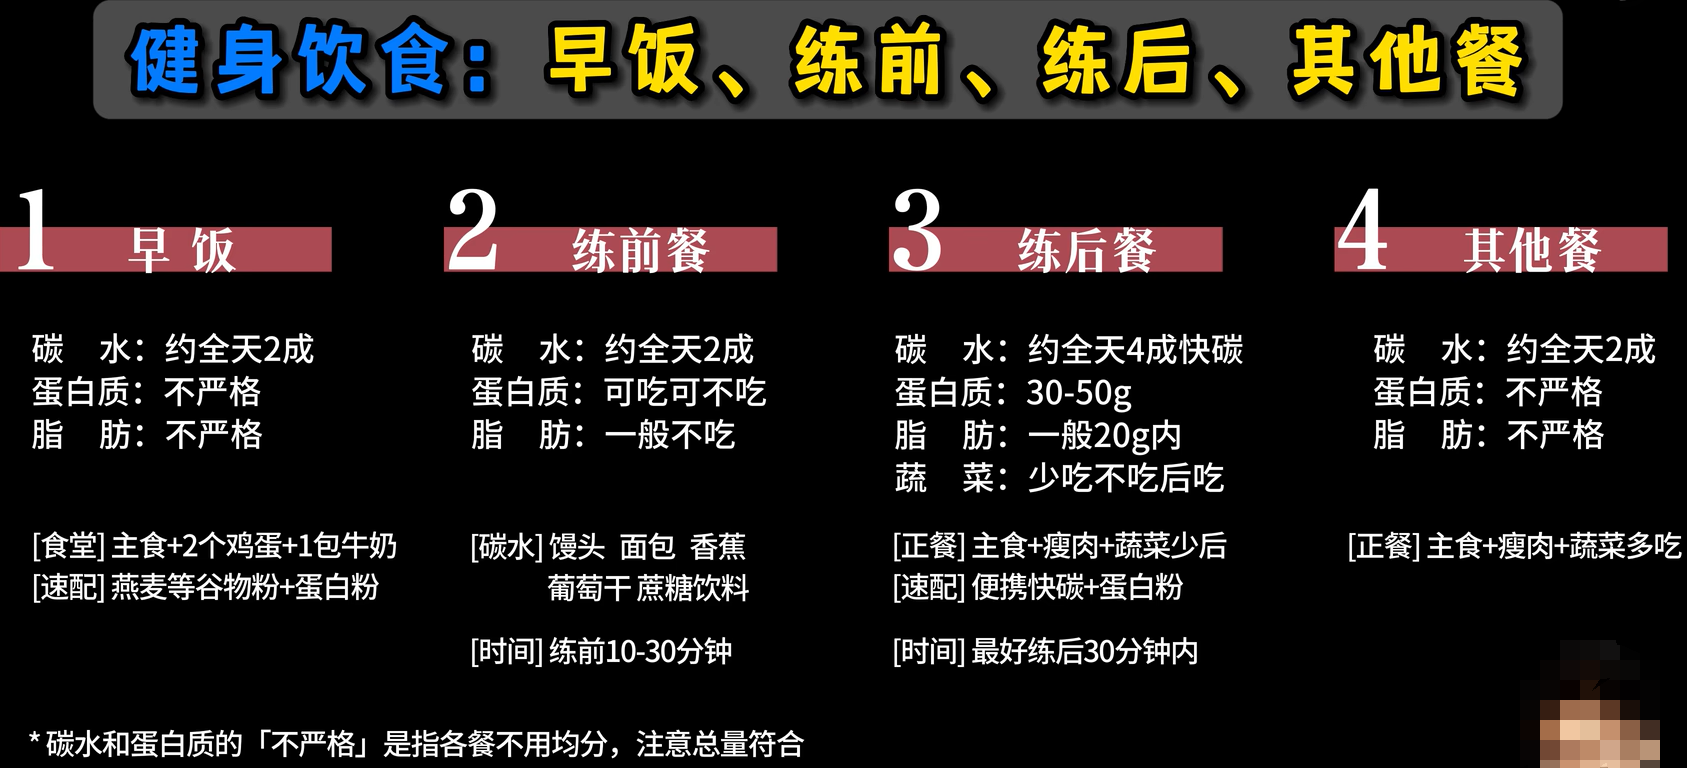 健身饮食：早饭、练前、练后、其他餐
1 早 饭
碳 水：约全天2成
蛋白质：不严格
脂 肪：不严格
[食堂] 主食+2个鸡蛋+1包牛奶
[速配] 燕麦等谷物粉+蛋白粉
2 练前餐
碳 水：约全天2成
蛋白质：可吃可不吃
脂 肪：一般不吃
[碳水] 馒头 面包 香蕉
葡萄干 蔗糖饮料
[时间] 练前10-30分钟
3 练后餐
碳 水：约全天4成快碳
蛋白质：30-50g
脂 肪：一般20g内
蔬 菜：少吃不吃后吃
[正餐] 主食+瘦肉+蔬菜少后
[速配] 便携快碳+蛋白粉
[时间] 最好练后30分钟内
4 其他餐
碳 水：约全天2成
蛋白质：不严格
脂 肪：不严格
[正餐] 主食+瘦肉+蔬菜多吃
* 碳水和蛋白质的「不严格」是指各餐不用均分，注意总量符合